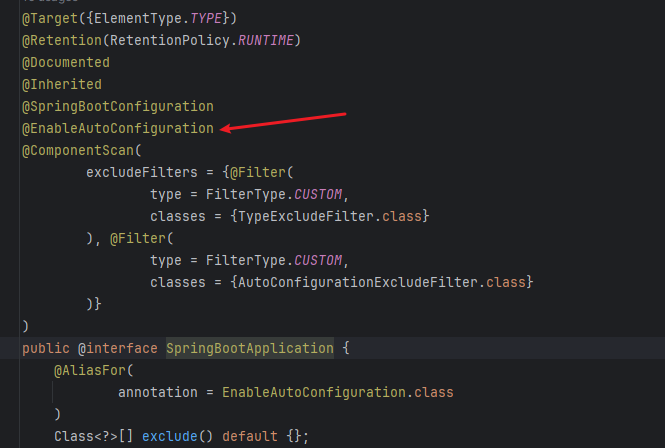 @Target({ElementType.TYPE})
@Retention(RetentionPolicy.RUNTIME)
@Documented
@Inherited
@SpringBootConfiguration
@EnableAutoConfiguration
@ComponentScan(
        excludeFilters = {@Filter(
                type = FilterType.CUSTOM,
                classes = {TypeExcludeFilter.class}
        ), @Filter(
                type = FilterType.CUSTOM,
                classes = {AutoConfigurationExcludeFilter.class}
        )}
)
public @interface SpringBootApplication {
    @AliasFor(
            annotation = EnableAutoConfiguration.class
    )
    Class<?>[] exclude() default {};